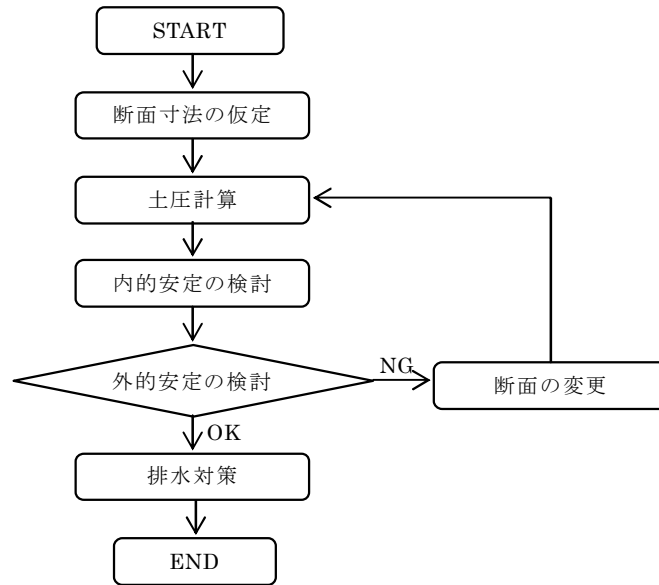 START
断面寸法の仮定
土圧計算
内的安定の検討
外的安定の検討
NG
断面の変更
OK
排水対策
END